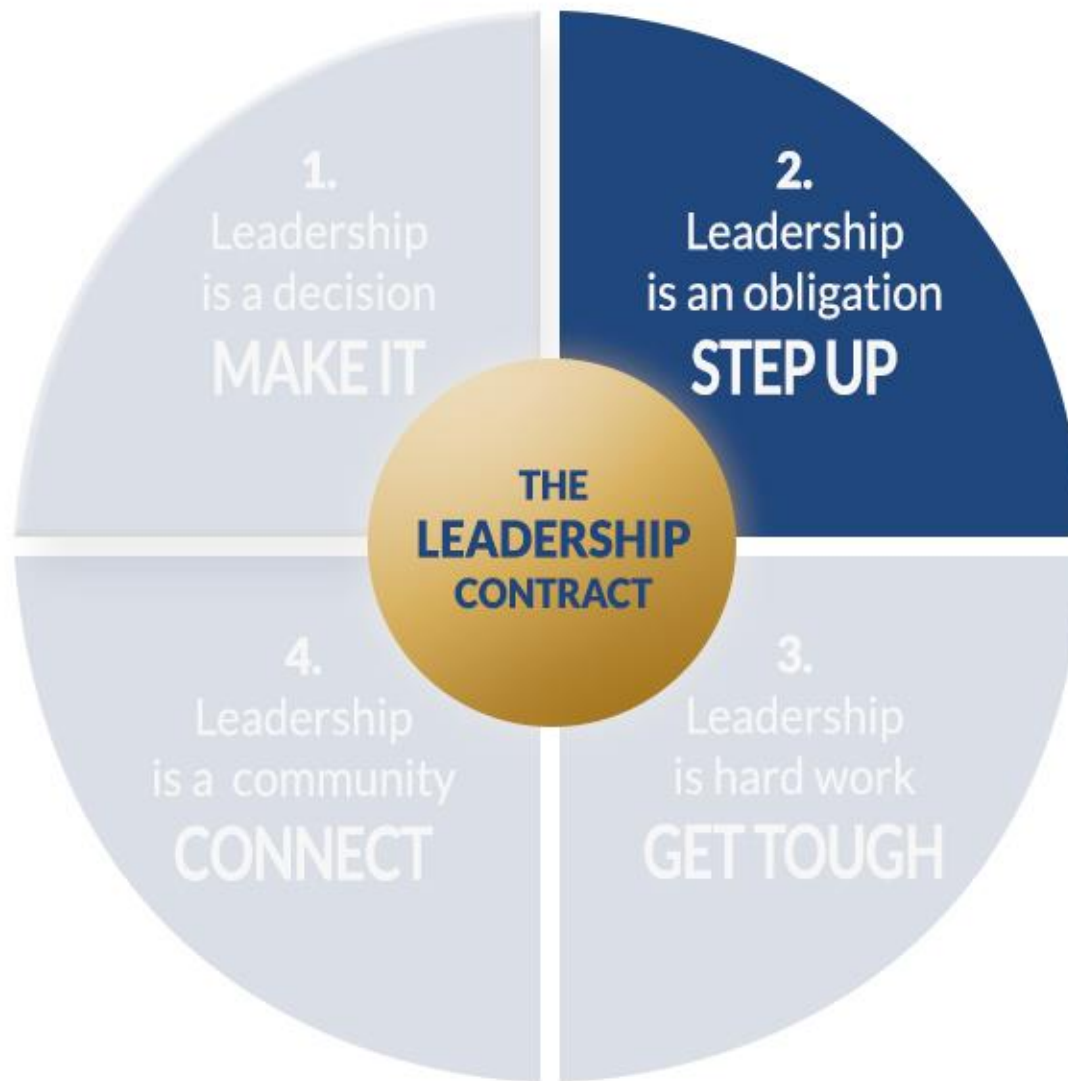 1.
Leadership
is a decision
MAKE IT
2.
Leadership
is an obligation
STEP UP
THE
LEADERSHIP
CONTRACT
4.
Leadership
is a community
CONNECT
3.
Leadership
is hard work
GET TOUGH